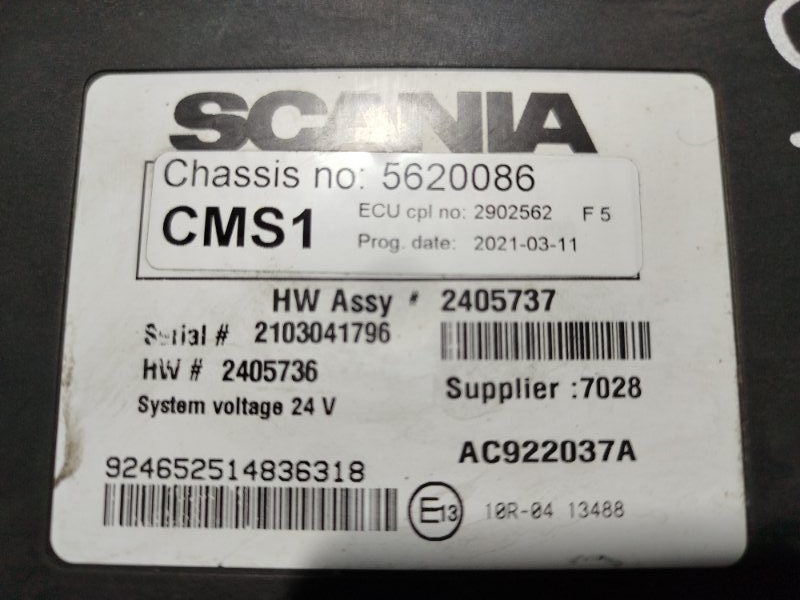 SCANIA
Chassis no: 5620086
CMS1
ECU cpl no: 2902562 F 5
Prog. date: 2021-03-11
HW Assy # 2405737
Serial # 2103041796
HW # 2405736
Supplier :7028
System voltage 24 V
AC922037A
924652514836318
E13 10R-04 13488